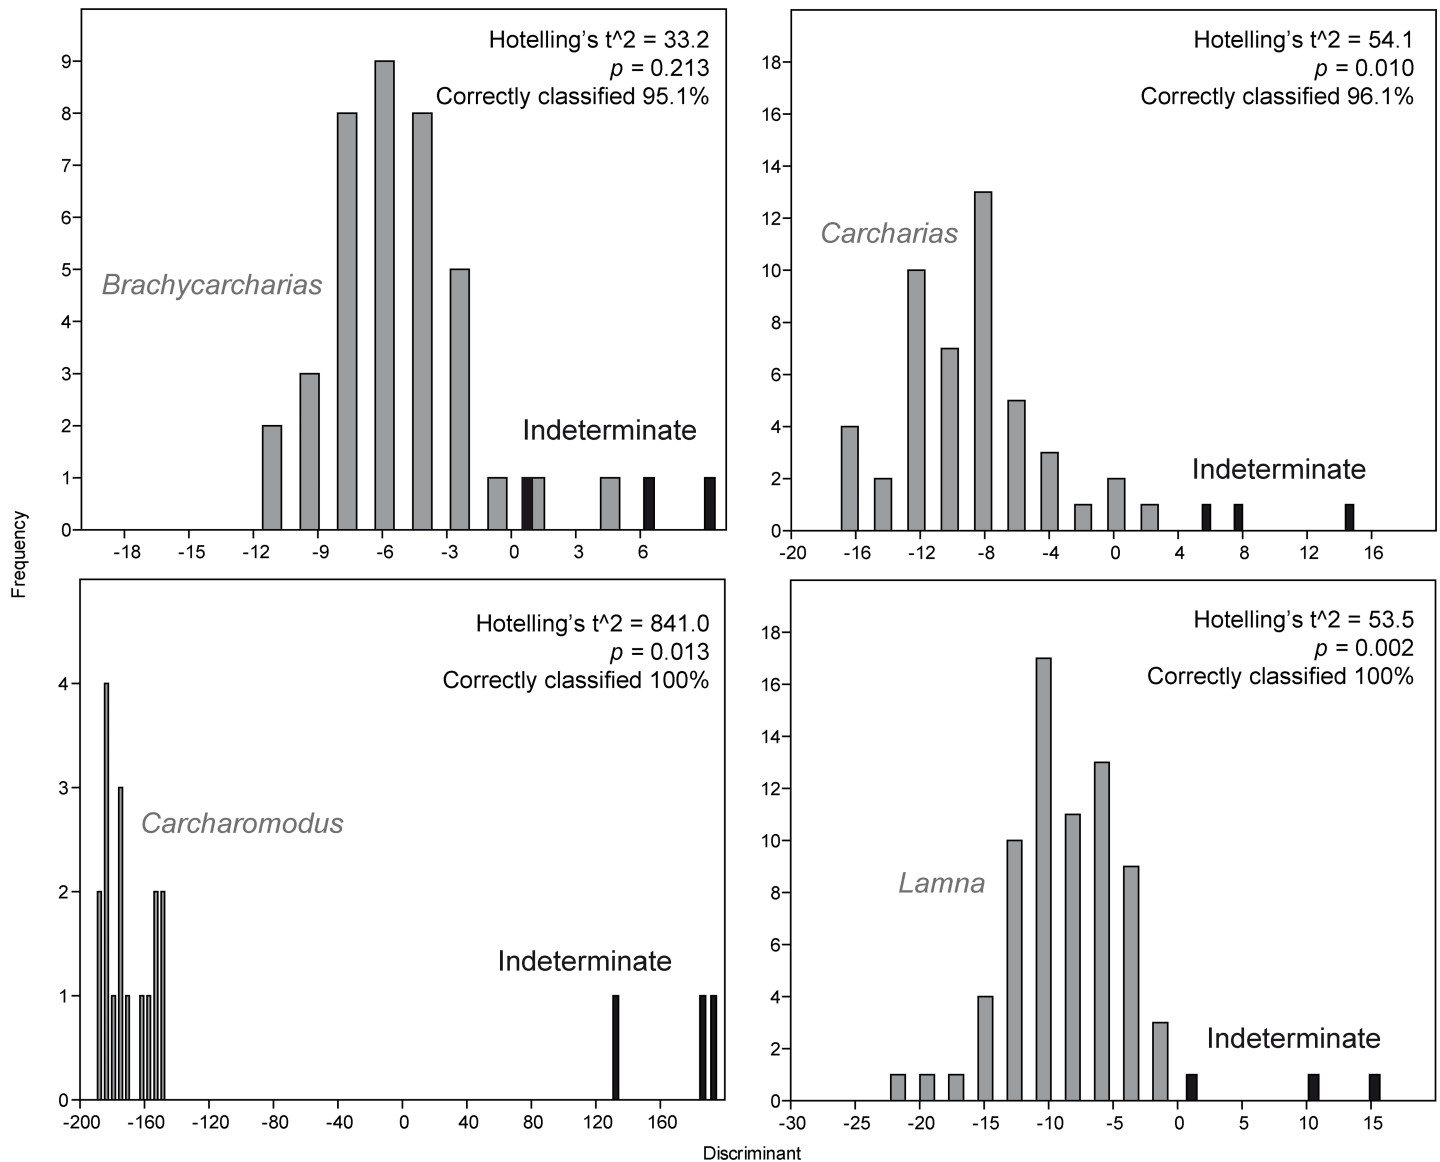 Hotelling’s t^2 = 33.2
p = 0.213
Correctly classified 95.1%
9
8
7
6
5
4
3
2
1
0
Brachycarcharias
Indeterminate
-18 -15 -12 -9 -6 -3 0 3 6
Hotelling’s t^2 = 54.1
p = 0.010
Correctly classified 96.1%
18
16
14
12
10
8
6
4
2
0
Carcharias
Indeterminate
-20 -16 -12 -8 -4 0 4 8 12 16
Frequency
Hotelling’s t^2 = 841.0
p = 0.013
Correctly classified 100%
4
3
2
1
0
Carcharomodus
Indeterminate
-200 -160 -120 -80 -40 0 40 80 120 160
Hotelling’s t^2 = 53.5
p = 0.002
Correctly classified 100%
18
16
14
12
10
8
6
4
2
0
Lamna
Indeterminate
-30 -25 -20 -15 -10 -5 0 5 10 15
Discriminant